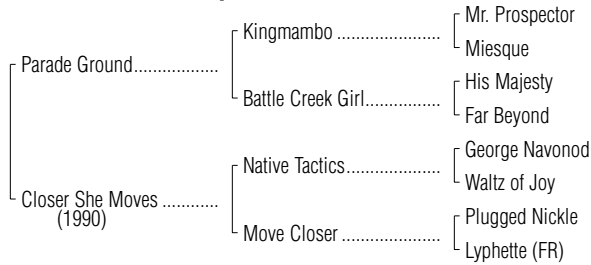 Mr. Prospector
Kingmambo ..................
Miesque
Parade Ground..................
His Majesty
Battle Creek Girl................
Far Beyond
George Navonod
Native Tactics....................
Waltz of Joy
Closer She Moves ............
(1990)
Plugged Nickle
Move Closer .....................
Lyphette (FR)